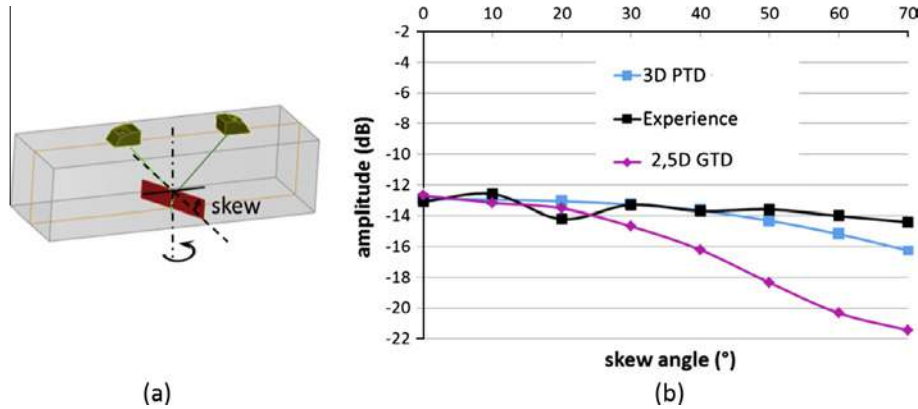 skew
(a)
0 10 20 30 40 50 60 70
-2
-4
-6
-8
-10
-12
-14
-16
-18
-20
-22
amplitude (dB)
3D PTD
Experience
2,5D GTD
skew angle (°)
(b)